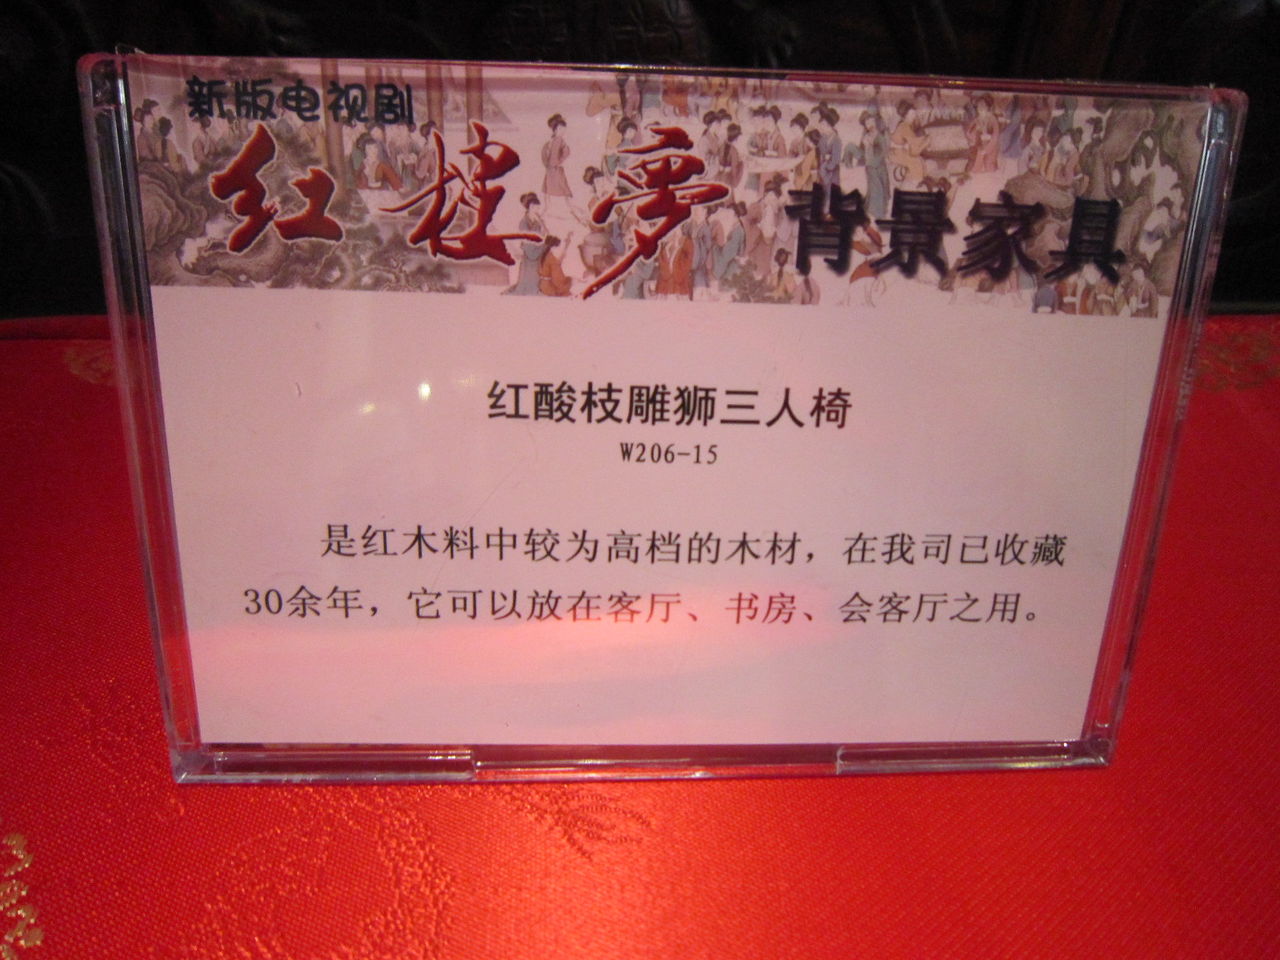 新版电视剧
红楼梦 背景家具
红酸枝雕狮三人椅
W206-15
是红木料中较为高档的木材，在我司已收藏
30余年，它可以放在客厅、书房、会客厅之用。